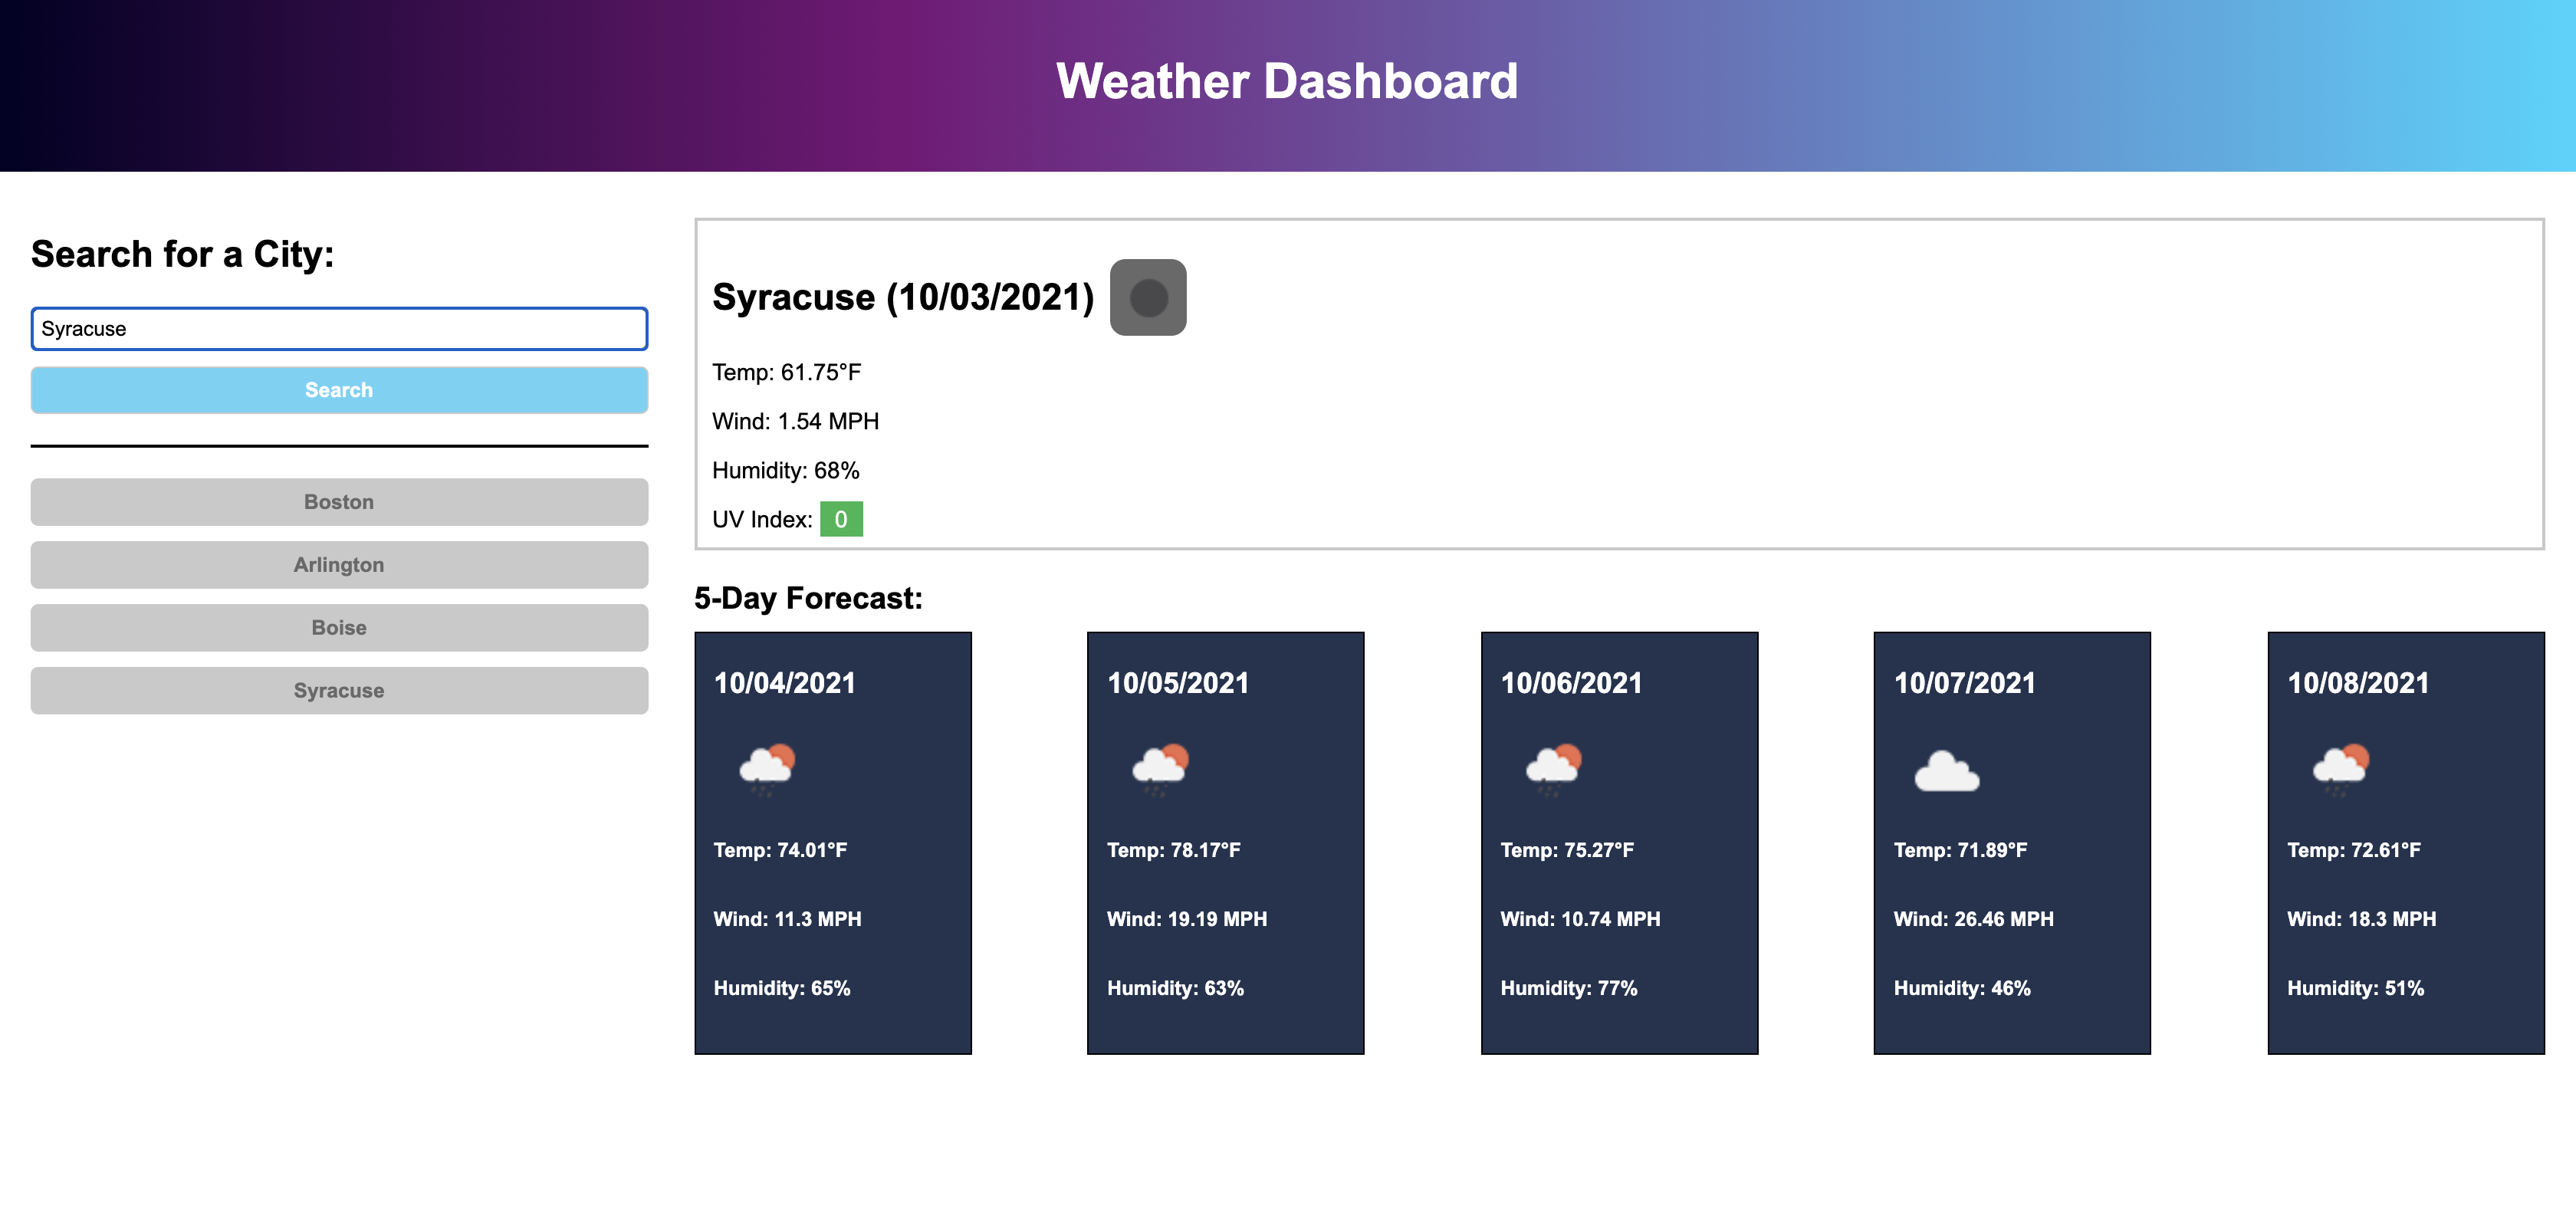 Weather Dashboard
Search for a City:
Syracuse
Search
Boston
Arlington
Boise
Syracuse
Syracuse (10/03/2021)
Temp: 61.75°F
Wind: 1.54 MPH
Humidity: 68%
UV Index: 0
5-Day Forecast:
10/04/2021
Temp: 74.01°F
Wind: 11.3 MPH
Humidity: 65%
10/05/2021
Temp: 78.17°F
Wind: 19.19 MPH
Humidity: 63%
10/06/2021
Temp: 75.27°F
Wind: 10.74 MPH
Humidity: 77%
10/07/2021
Temp: 71.89°F
Wind: 26.46 MPH
Humidity: 46%
10/08/2021
Temp: 72.61°F
Wind: 18.3 MPH
Humidity: 51%